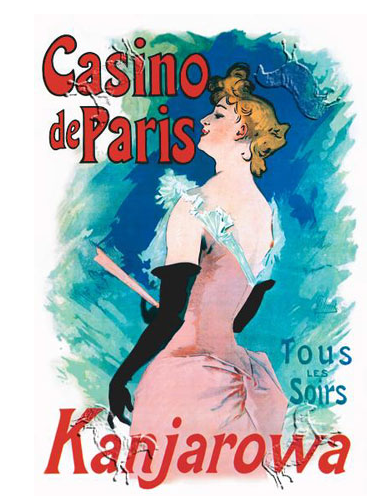 Casino
de Paris
Tous
LES
Soirs
Kanjarowa